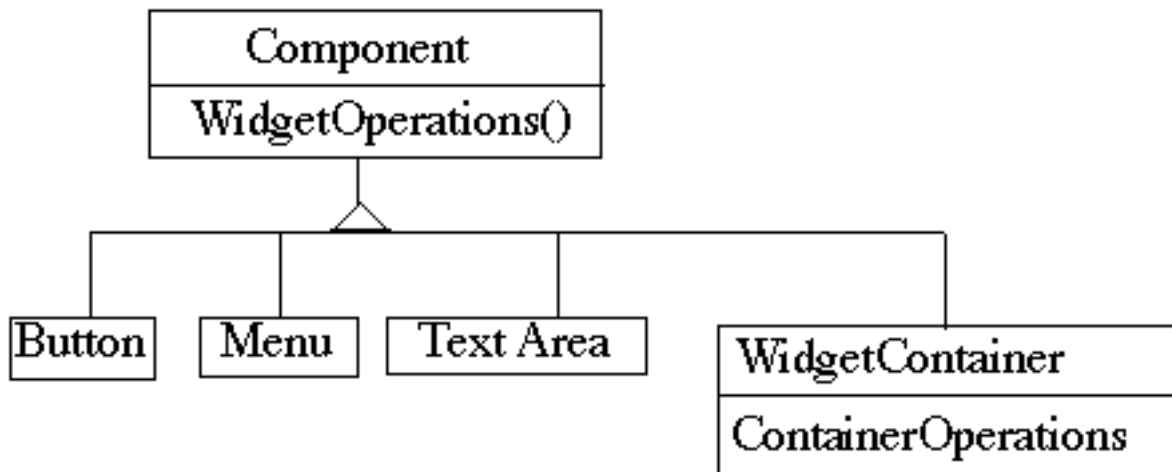 Component
WidgetOperations()
Button
Menu
Text Area
WidgetContainer
ContainerOperations